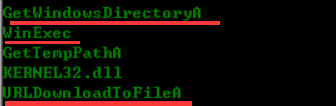 GetWindowsDirectoryA
WinExec
GetTempPathA
KERNEL32.dll
URLDownloadToFileA